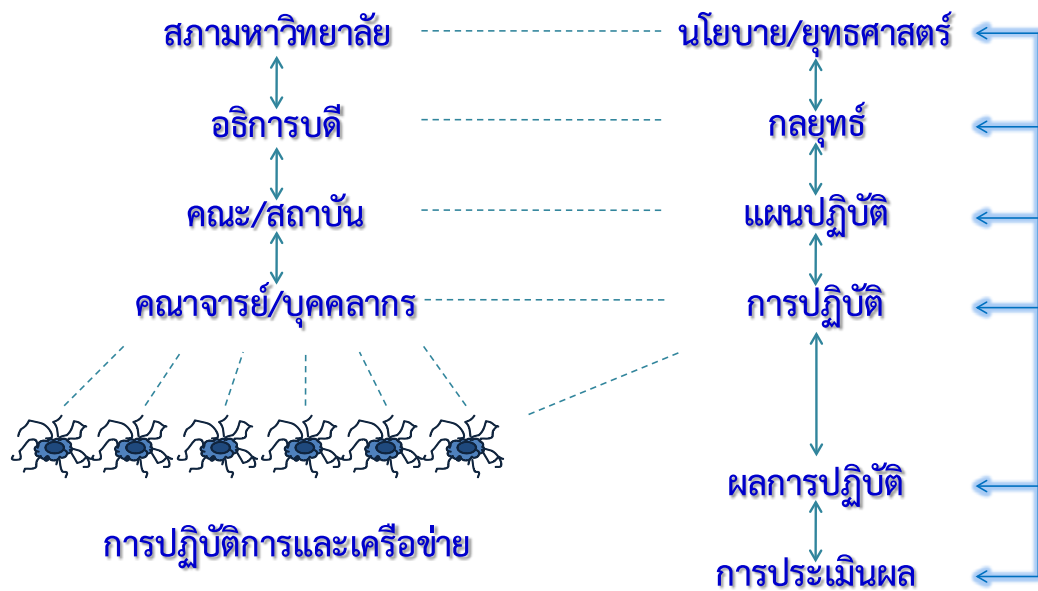 สภามหาวิทยาลัย นโยบาย/ยุทธศาสตร์
อธิการบดี กลยุทธ์
คณะ/สถาบัน แผนปฏิบัติ
คณาจารย์/บุคคลากร การปฏิบัติ
ผลการปฏิบัติ
การปฏิบัติการและเครือข่าย
การประเมินผล